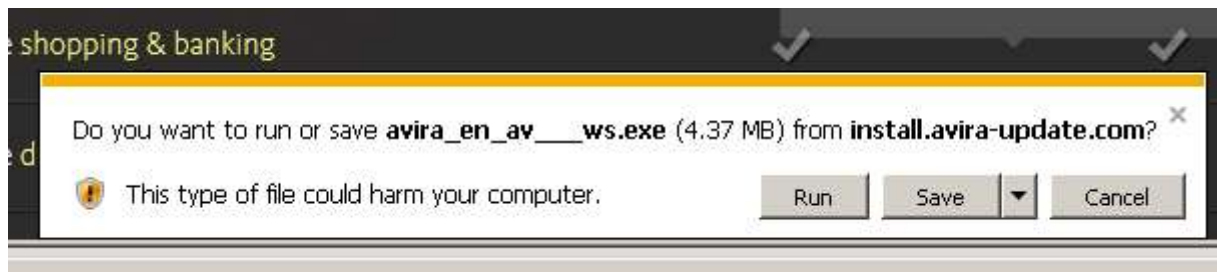 shopping & banking
Do you want to run or save avira_en_av____ws.exe (4.37 MB) from install.avira-update.com?
This type of file could harm your computer.
Run Save Cancel